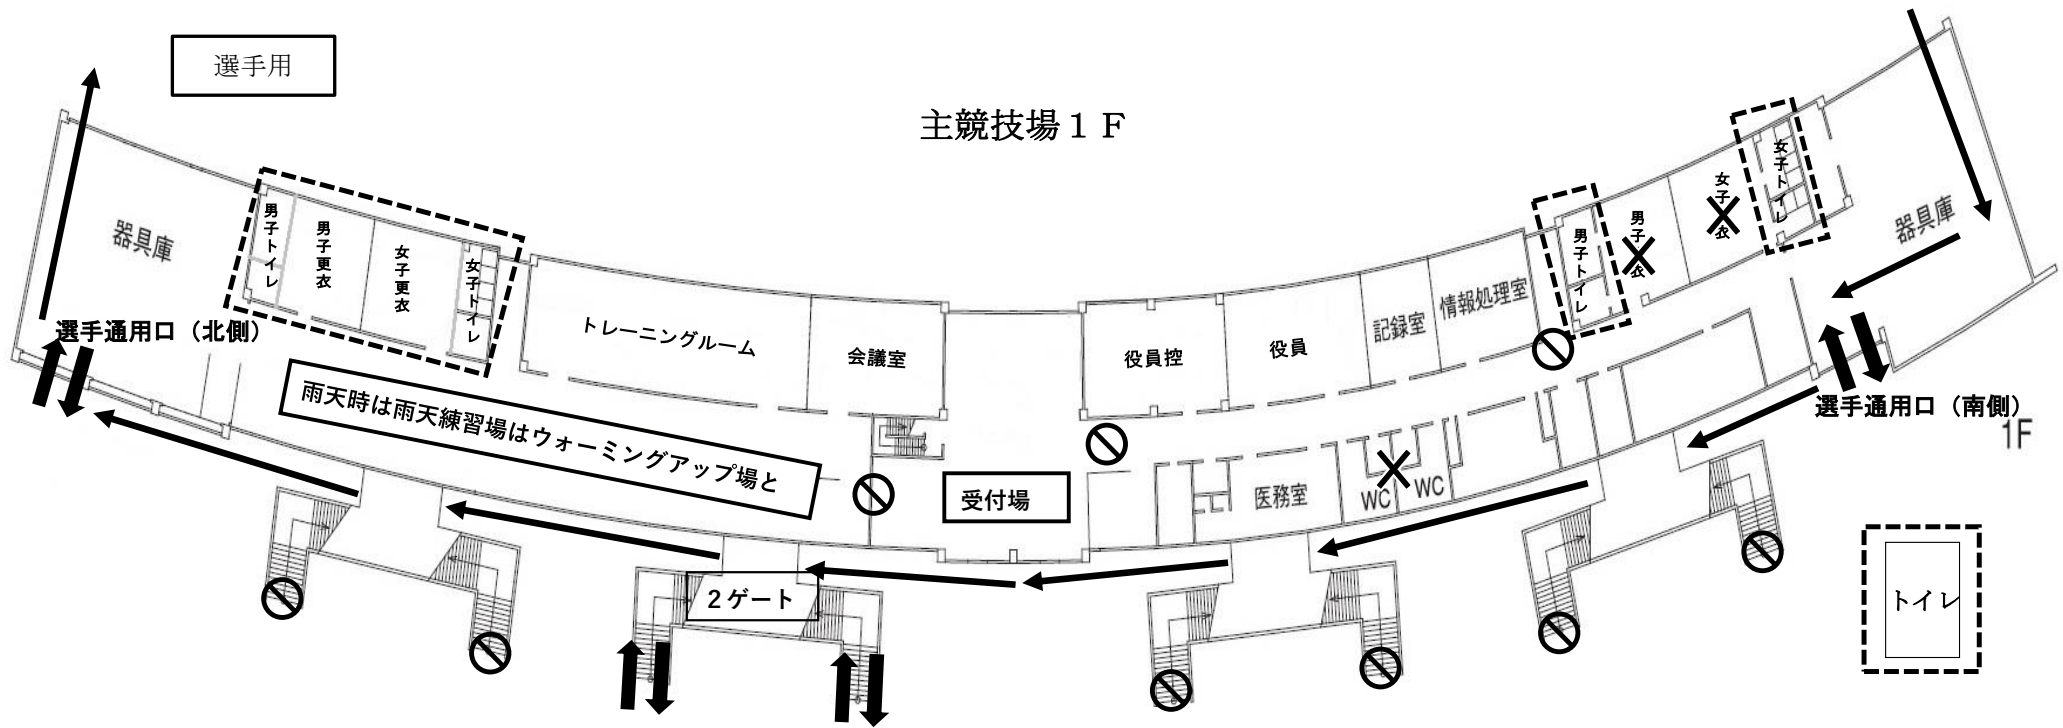 選手用
主競技場１Ｆ
器具庫
男子トイレ
男子更衣
女子更衣
女子トイレ
トレーニングルーム
会議室
役員控
役員
記録室
情報処理室
男子トイレ
男子
衣
女子
衣
女子トイレ
器具庫
選手通用口（北側）
選手通用口（南側）
1F
雨天時は雨天練習場はウォーミングアップ場と
受付場
医務室
WC
WC
２ゲート
トイレ